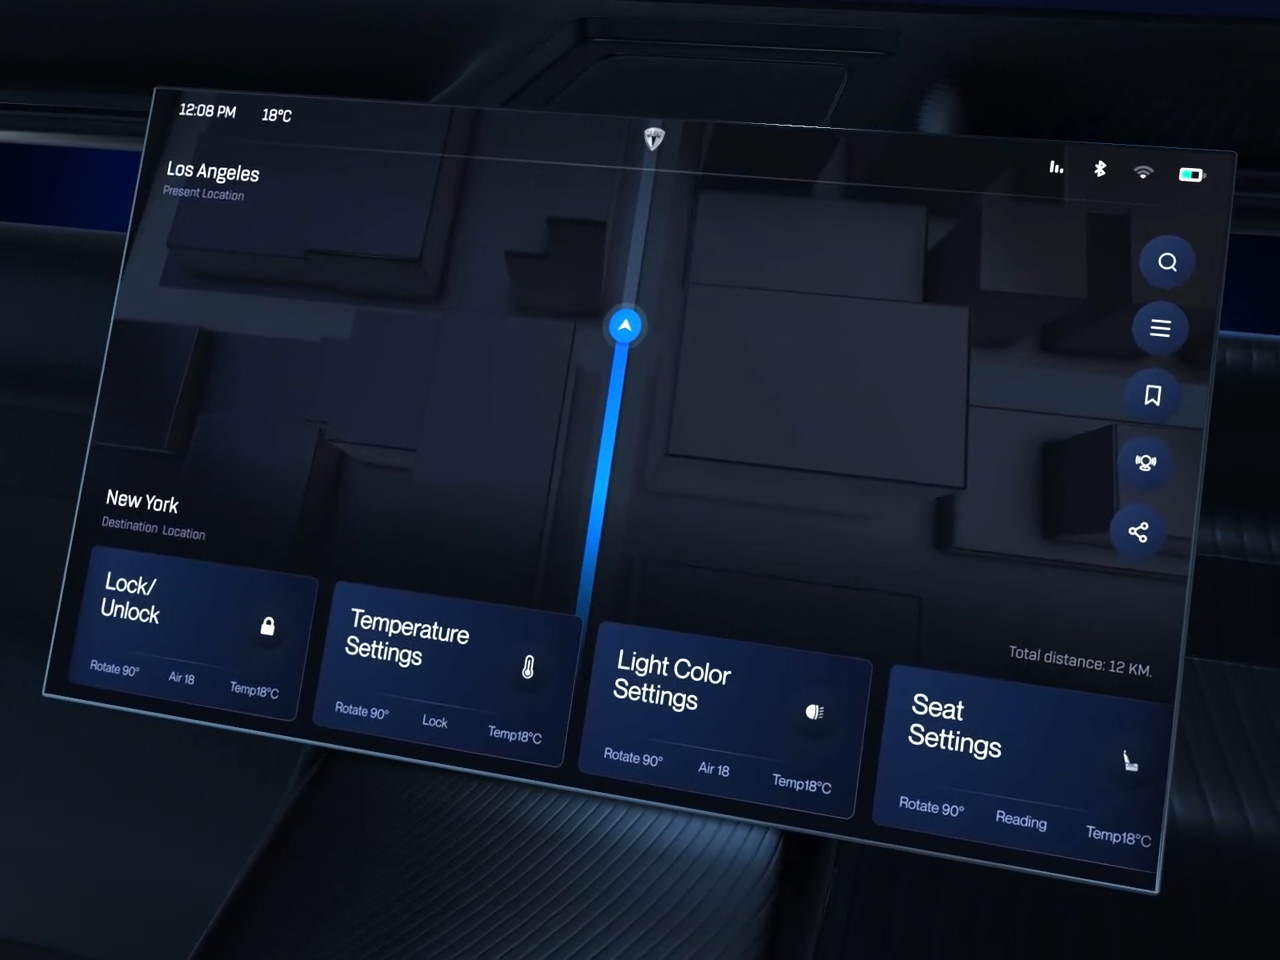 12:08 PM 18°C
Los Angeles
Present Location
New York
Destination Location
Total distance: 12 KM.
Lock/
Unlock
Rotate 90° Air 18 Temp18°C
Temperature
Settings
Rotate 90° Lock Temp18°C
Light Color
Settings
Rotate 90° Air 18 Temp18°C
Seat
Settings
Rotate 90° Reading Temp18°C